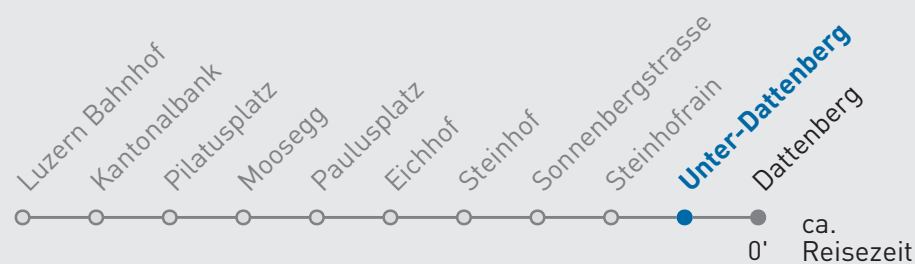 Luzern Bahnhof
Kantonalbank
Pilatusplatz
Moosegg
Paulusplatz
Eichhof
Steinhof
Sonnenbergstrasse
Steinhofrain
Unter-Dattenberg
Dattenberg
ca.
0' Reisezeit